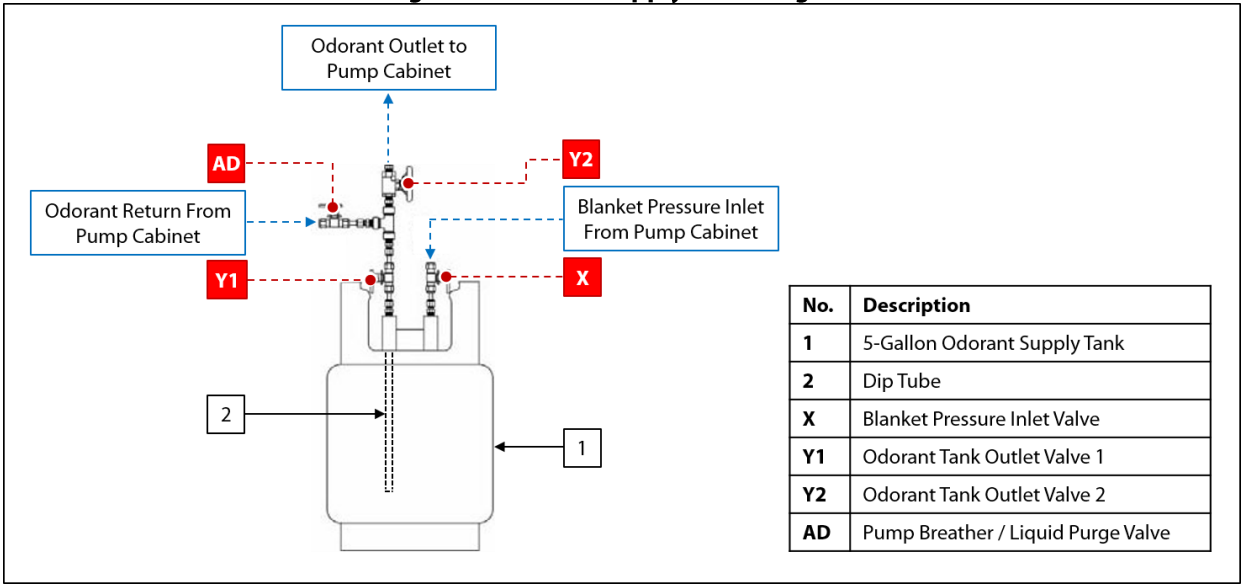 Odorant Outlet to
Pump Cabinet
AD
Y2
Odorant Return From
Pump Cabinet
Blanket Pressure Inlet
From Pump Cabinet
Y1
X
2
1
No. Description
1 5-Gallon Odorant Supply Tank
2 Dip Tube
X Blanket Pressure Inlet Valve
Y1 Odorant Tank Outlet Valve 1
Y2 Odorant Tank Outlet Valve 2
AD Pump Breather / Liquid Purge Valve